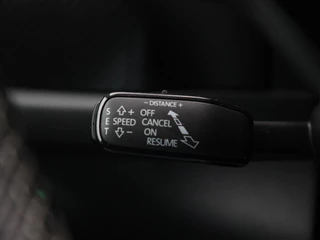 − DISTANCE +
S ⇧ + OFF
E SPEED CANCEL
T ⇩ − ON
RESUME